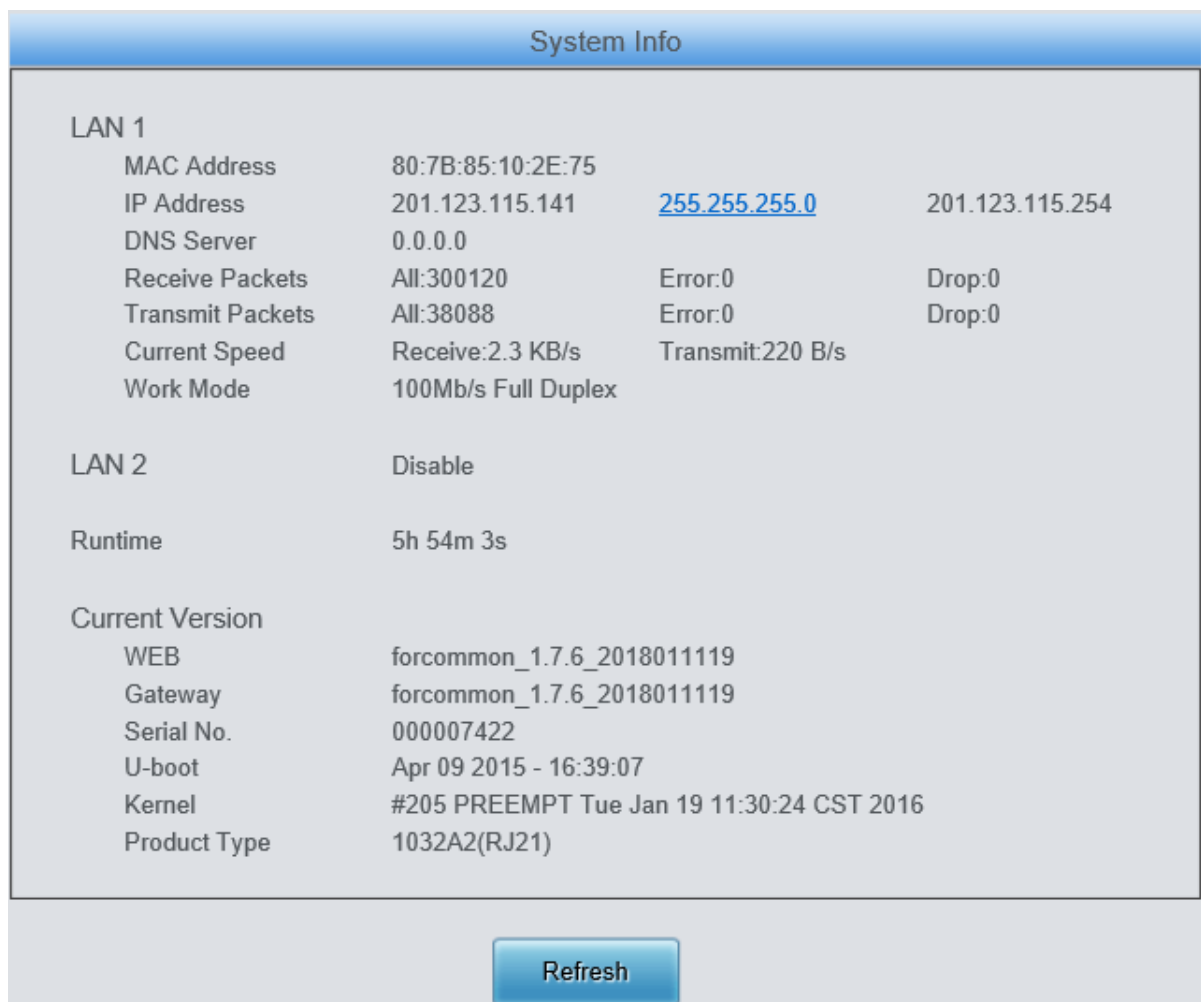 System Info
LAN 1
MAC Address 80:7B:85:10:2E:75
IP Address 201.123.115.141 255.255.255.0 201.123.115.254
DNS Server 0.0.0.0
Receive Packets All:300120 Error:0 Drop:0
Transmit Packets All:38088 Error:0 Drop:0
Current Speed Receive:2.3 KB/s Transmit:220 B/s
Work Mode 100Mb/s Full Duplex
LAN 2 Disable
Runtime 5h 54m 3s
Current Version
WEB forcommon_1.7.6_2018011119
Gateway forcommon_1.7.6_2018011119
Serial No. 000007422
U-boot Apr 09 2015 - 16:39:07
Kernel #205 PREEMPT Tue Jan 19 11:30:24 CST 2016
Product Type 1032A2(RJ21)
Refresh